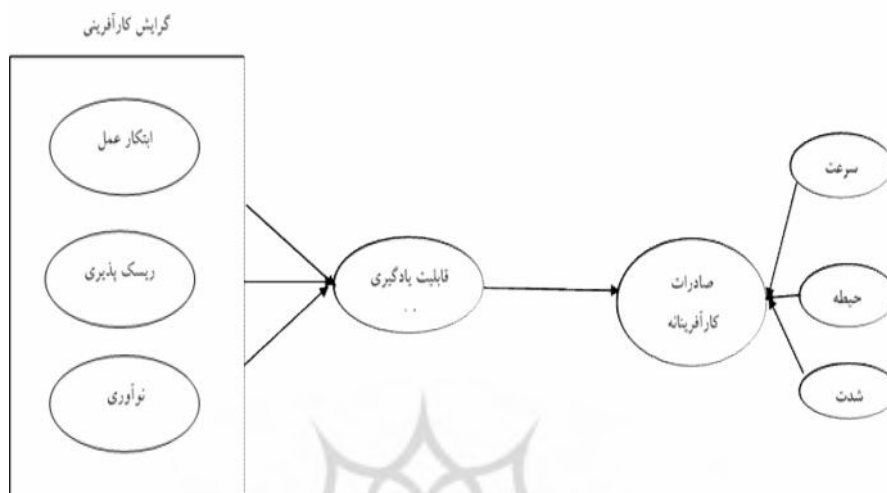 گرایش کارآفرینی
ابتکار عمل
ریسک پذیری
نوآوری
قابلیت یادگیری
. .
صادرات
کارآفرینانه
سرعت
حیطه
شدت